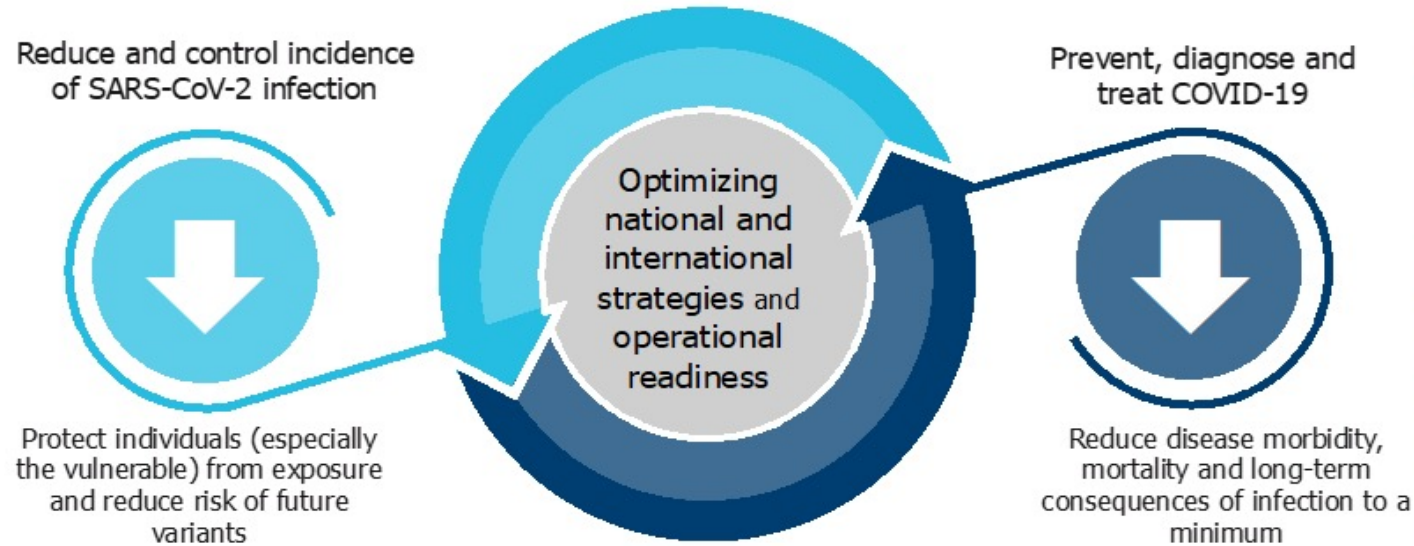 Reduce and control incidence
of SARS-CoV-2 infection
Protect individuals (especially
the vulnerable) from exposure
and reduce risk of future
variants
Optimizing
national and
international
strategies and
operational
readiness
Prevent, diagnose and
treat COVID-19
Reduce disease morbidity,
mortality and long-term
consequences of infection to a
minimum